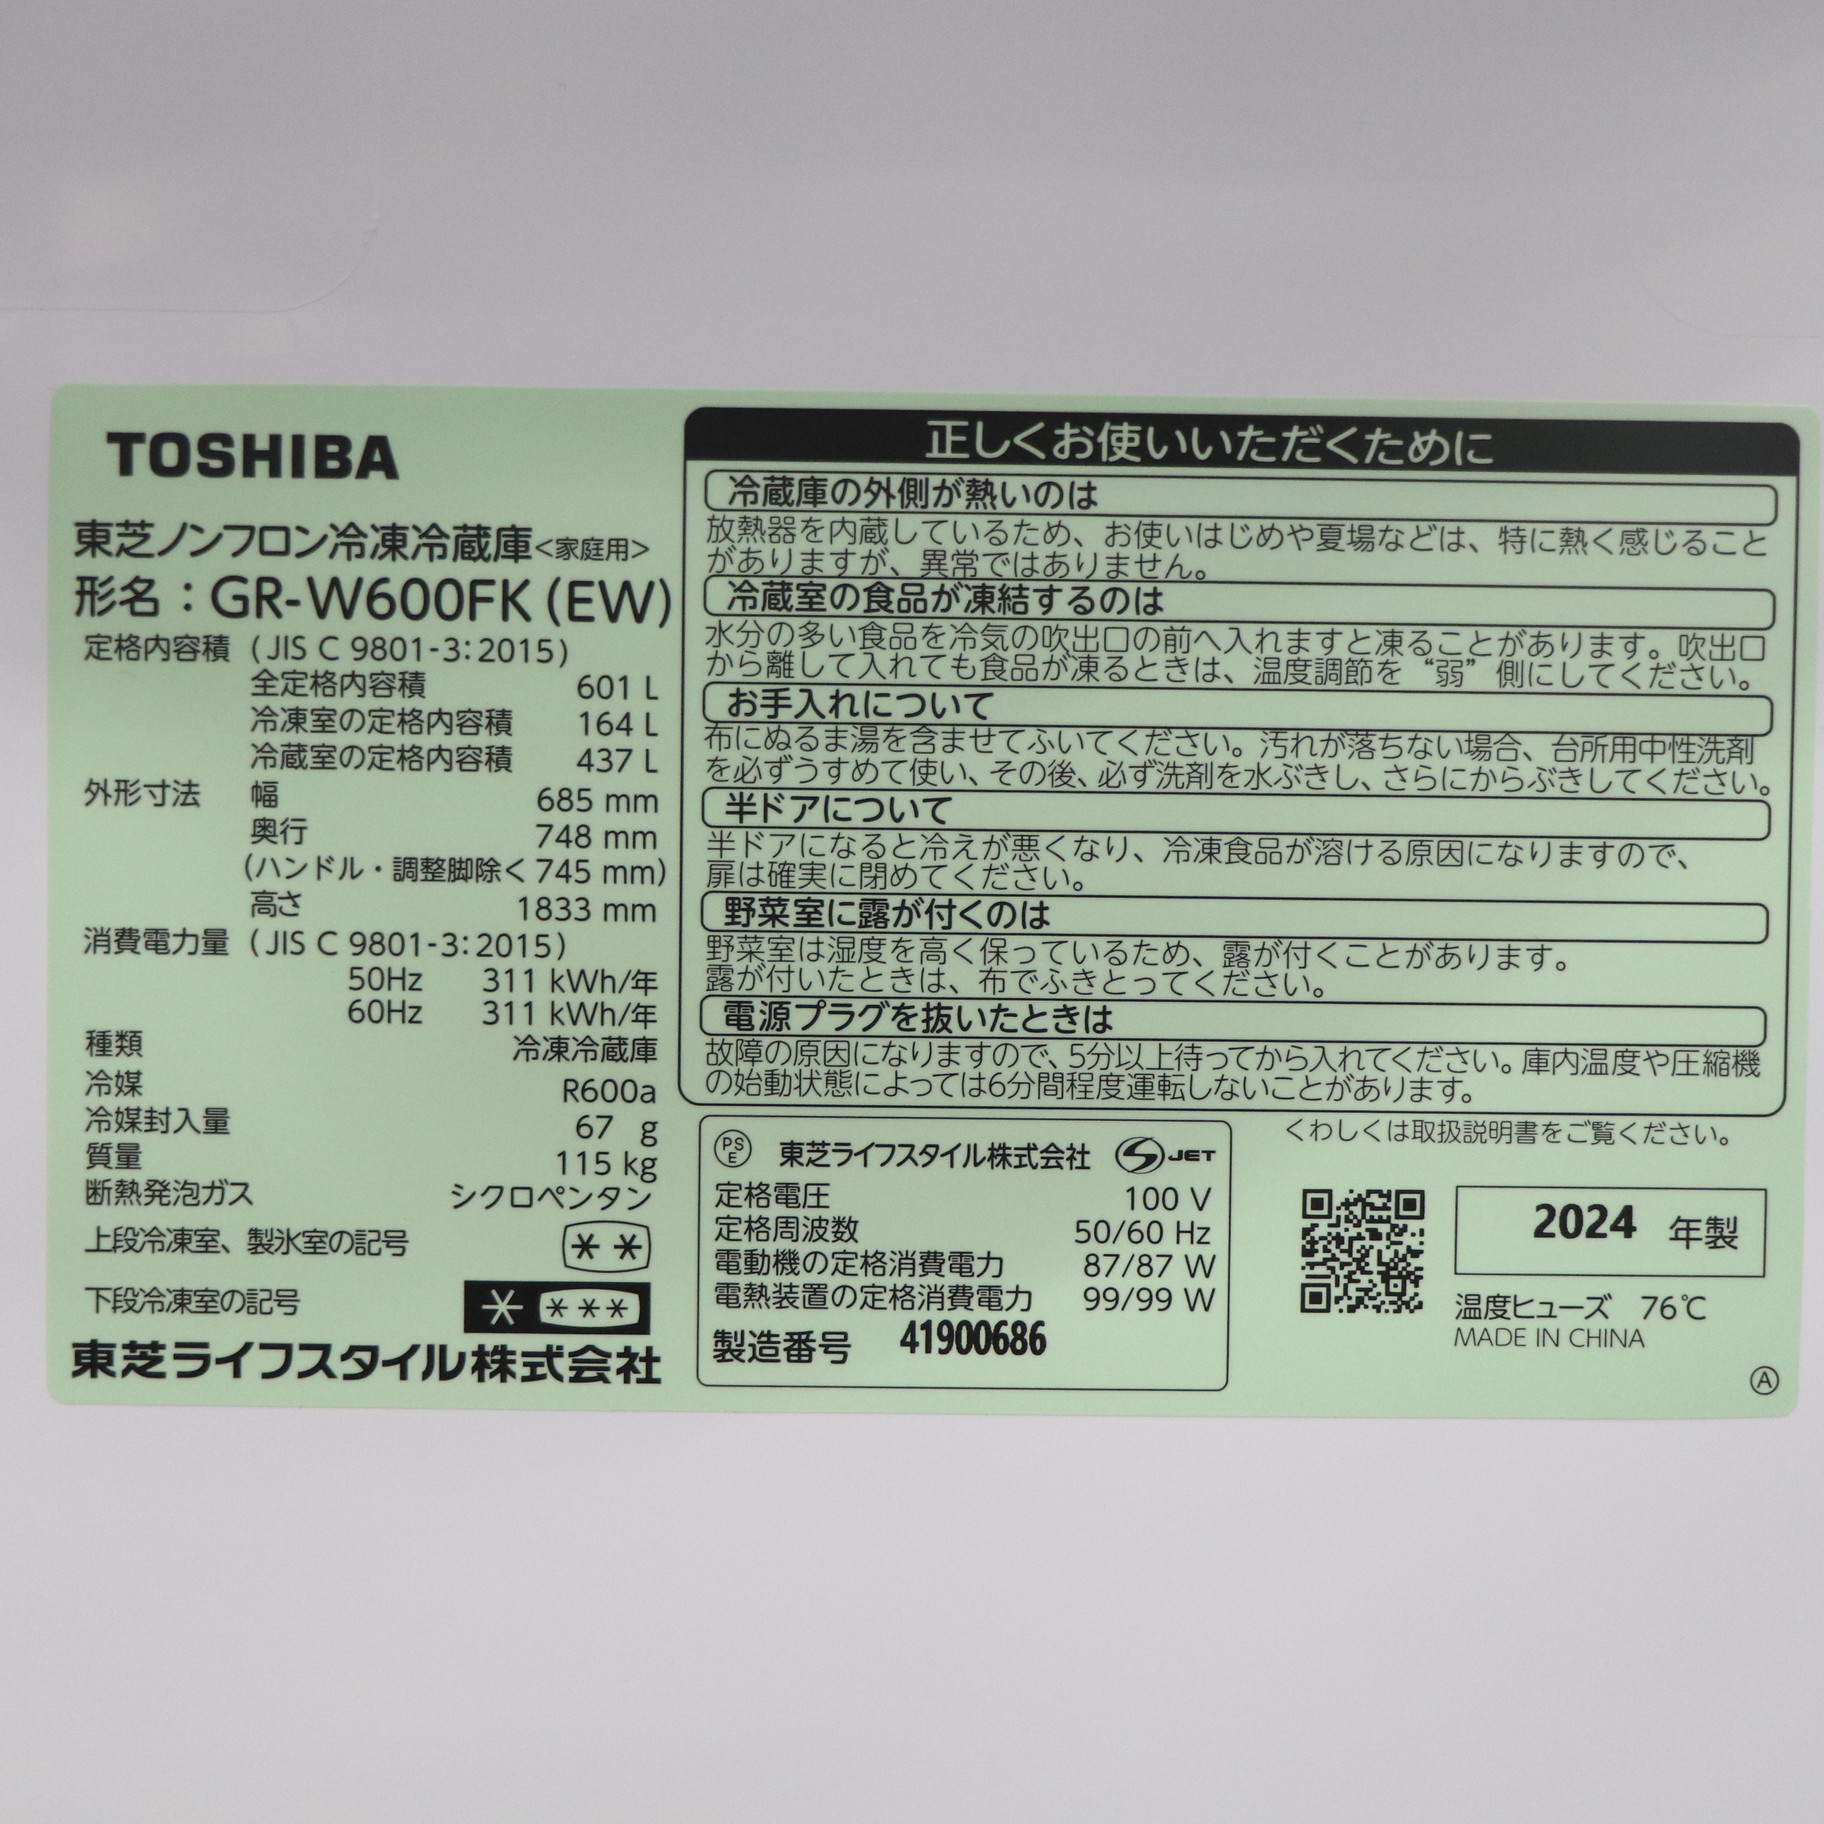 TOSHIBA
東芝ノンフロン冷凍冷蔵庫<家庭用>
形名：GR-W600FK(EW)
定格内容積 (JIS C 9801-3:2015)
全定格内容積 601 L
冷凍室の定格内容積 164 L
冷蔵室の定格内容積 437 L
外形寸法 幅 685 mm
奥行 748 mm
(ハンドル・調整脚除く 745 mm)
高さ 1833 mm
消費電力量 (JIS C 9801-3:2015)
50Hz 311 kWh/年
60Hz 311 kWh/年
種類 冷凍冷蔵庫
冷媒 R600a
冷媒封入量 67 g
質量 115 kg
断熱発泡ガス シクロペンタン
上段冷凍室、製氷室の記号 **
下段冷凍室の記号 * ***
東芝ライフスタイル株式会社
正しくお使いいただくために
冷蔵庫の外側が熱いのは
放熱器を内蔵しているため、お使いはじめや夏場などは、特に熱く感じること
がありますが、異常ではありません。
冷蔵室の食品が凍結するのは
水分の多い食品を冷気の吹出口の前へ入れますと凍ることがあります。吹出口
から離して入れても食品が凍るときは、温度調節を“弱”側にしてください。
お手入れについて
布にぬるま湯を含ませてふいてください。汚れが落ちない場合、台所用中性洗剤
を必ずうすめて使い、その後、必ず洗剤を水ぶきし、さらにからぶきしてください。
半ドアについて
半ドアになると冷えが悪くなり、冷凍食品が溶ける原因になりますので、
扉は確実に閉めてください。
野菜室に露が付くのは
野菜室は湿度を高く保っているため、露が付くことがあります。
露が付いたときは、布でふきとってください。
電源プラグを抜いたときは
故障の原因になりますので、5分以上待ってから入れてください。庫内温度や圧縮機
の始動状態によっては6分間程度運転しないことがあります。
くわしくは取扱説明書をご覧ください。
PSE 東芝ライフスタイル株式会社 S JET
定格電圧 100 V
定格周波数 50/60 Hz
電動機の定格消費電力 87/87 W
電熱装置の定格消費電力 99/99 W
製造番号 41900686
2024 年製
温度ヒューズ 76℃
MADE IN CHINA
Ⓐ